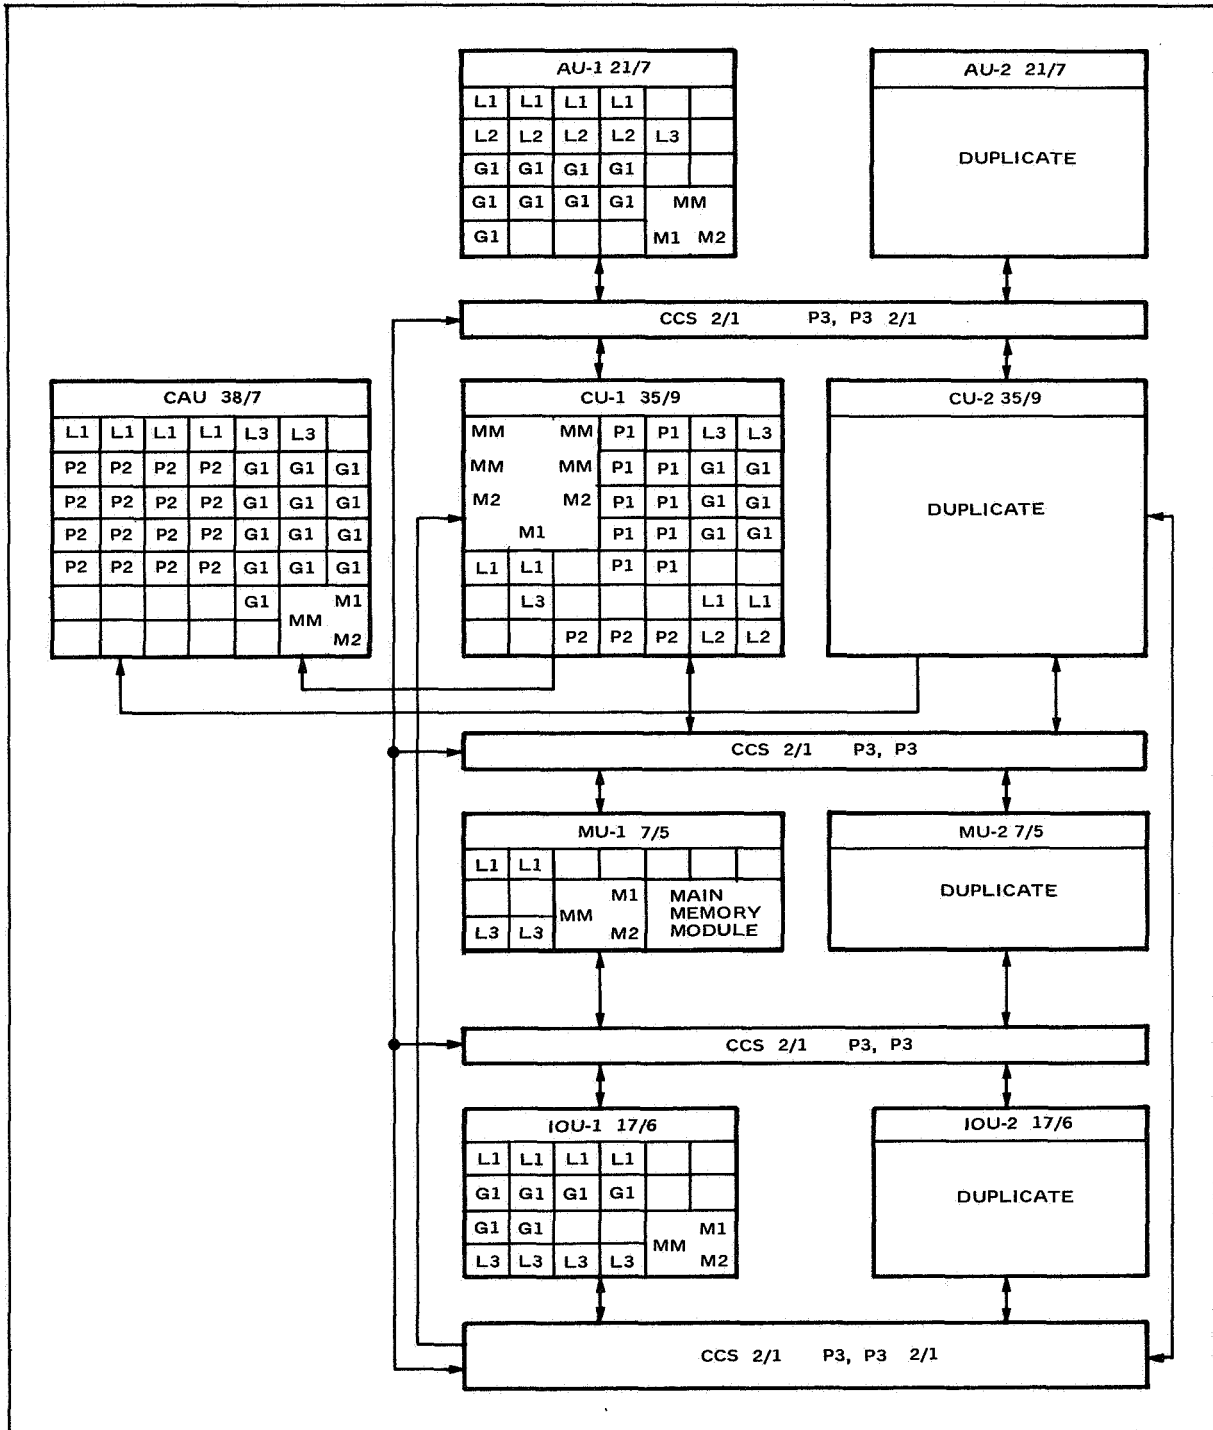 AU-1 21/7
L1 L1 L1 L1
L2 L2 L2 L2 L3
G1 G1 G1 G1
G1 G1 G1 G1 MM
G1 M1 M2
AU-2 21/7
DUPLICATE
CCS 2/1 P3, P3 2/1
CAU 38/7
L1 L1 L1 L1 L3 L3
P2 P2 P2 P2 G1 G1 G1
P2 P2 P2 P2 G1 G1 G1
P2 P2 P2 P2 G1 G1 G1
P2 P2 P2 P2 G1 G1 G1
G1 M1
MM
M2
CU-1 35/9
MM MM P1 P1 L3 L3
MM MM P1 P1 G1 G1
M2 M2 P1 P1 G1 G1
M1 P1 P1 G1 G1
L1 L1 P1 P1
L3 L1 L1
P2 P2 P2 L2 L2
CU-2 35/9
DUPLICATE
CCS 2/1 P3, P3
MU-1 7/5
L1 L1
M1
MM
L3 L3 M2
MAIN
MEMORY
MODULE
MU-2 7/5
DUPLICATE
CCS 2/1 P3, P3
IOU-1 17/6
L1 L1 L1 L1
G1 G1 G1 G1
G1 G1 M1
MM
L3 L3 L3 L3 M2
IOU-2 17/6
DUPLICATE
CCS 2/1 P3, P3 2/1